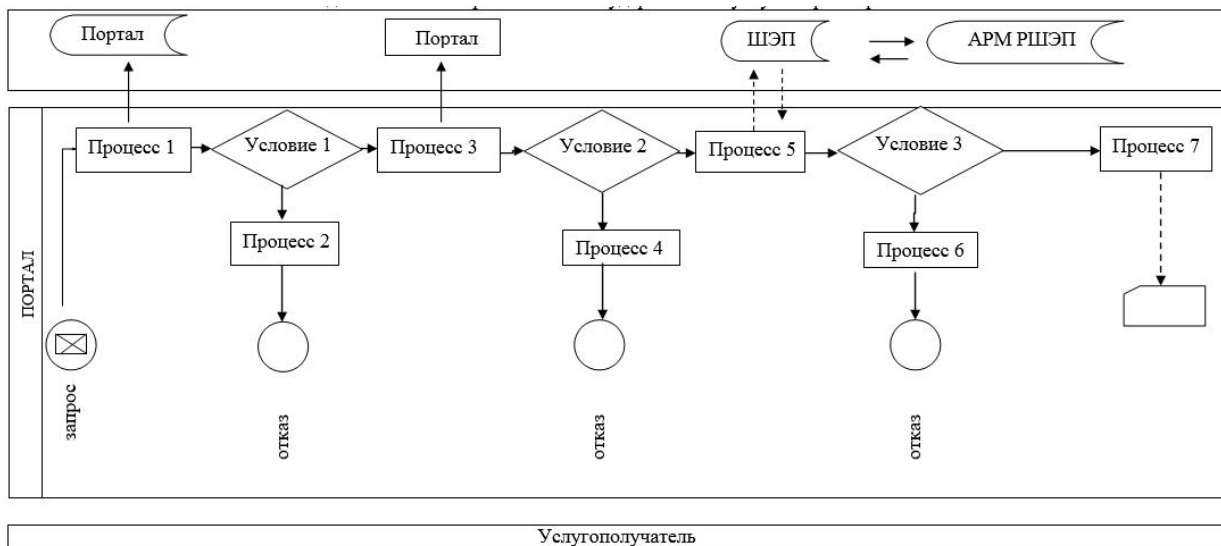 Портал
Портал
ШЭП
АРМ РШЭП
Процесс 1
Условие 1
Процесс 3
Условие 2
Процесс 5
Условие 3
Процесс 7
Процесс 2
Процесс 4
Процесс 6
ПОРТАЛ
запрос
отказ
отказ
отказ
Услугополучатель